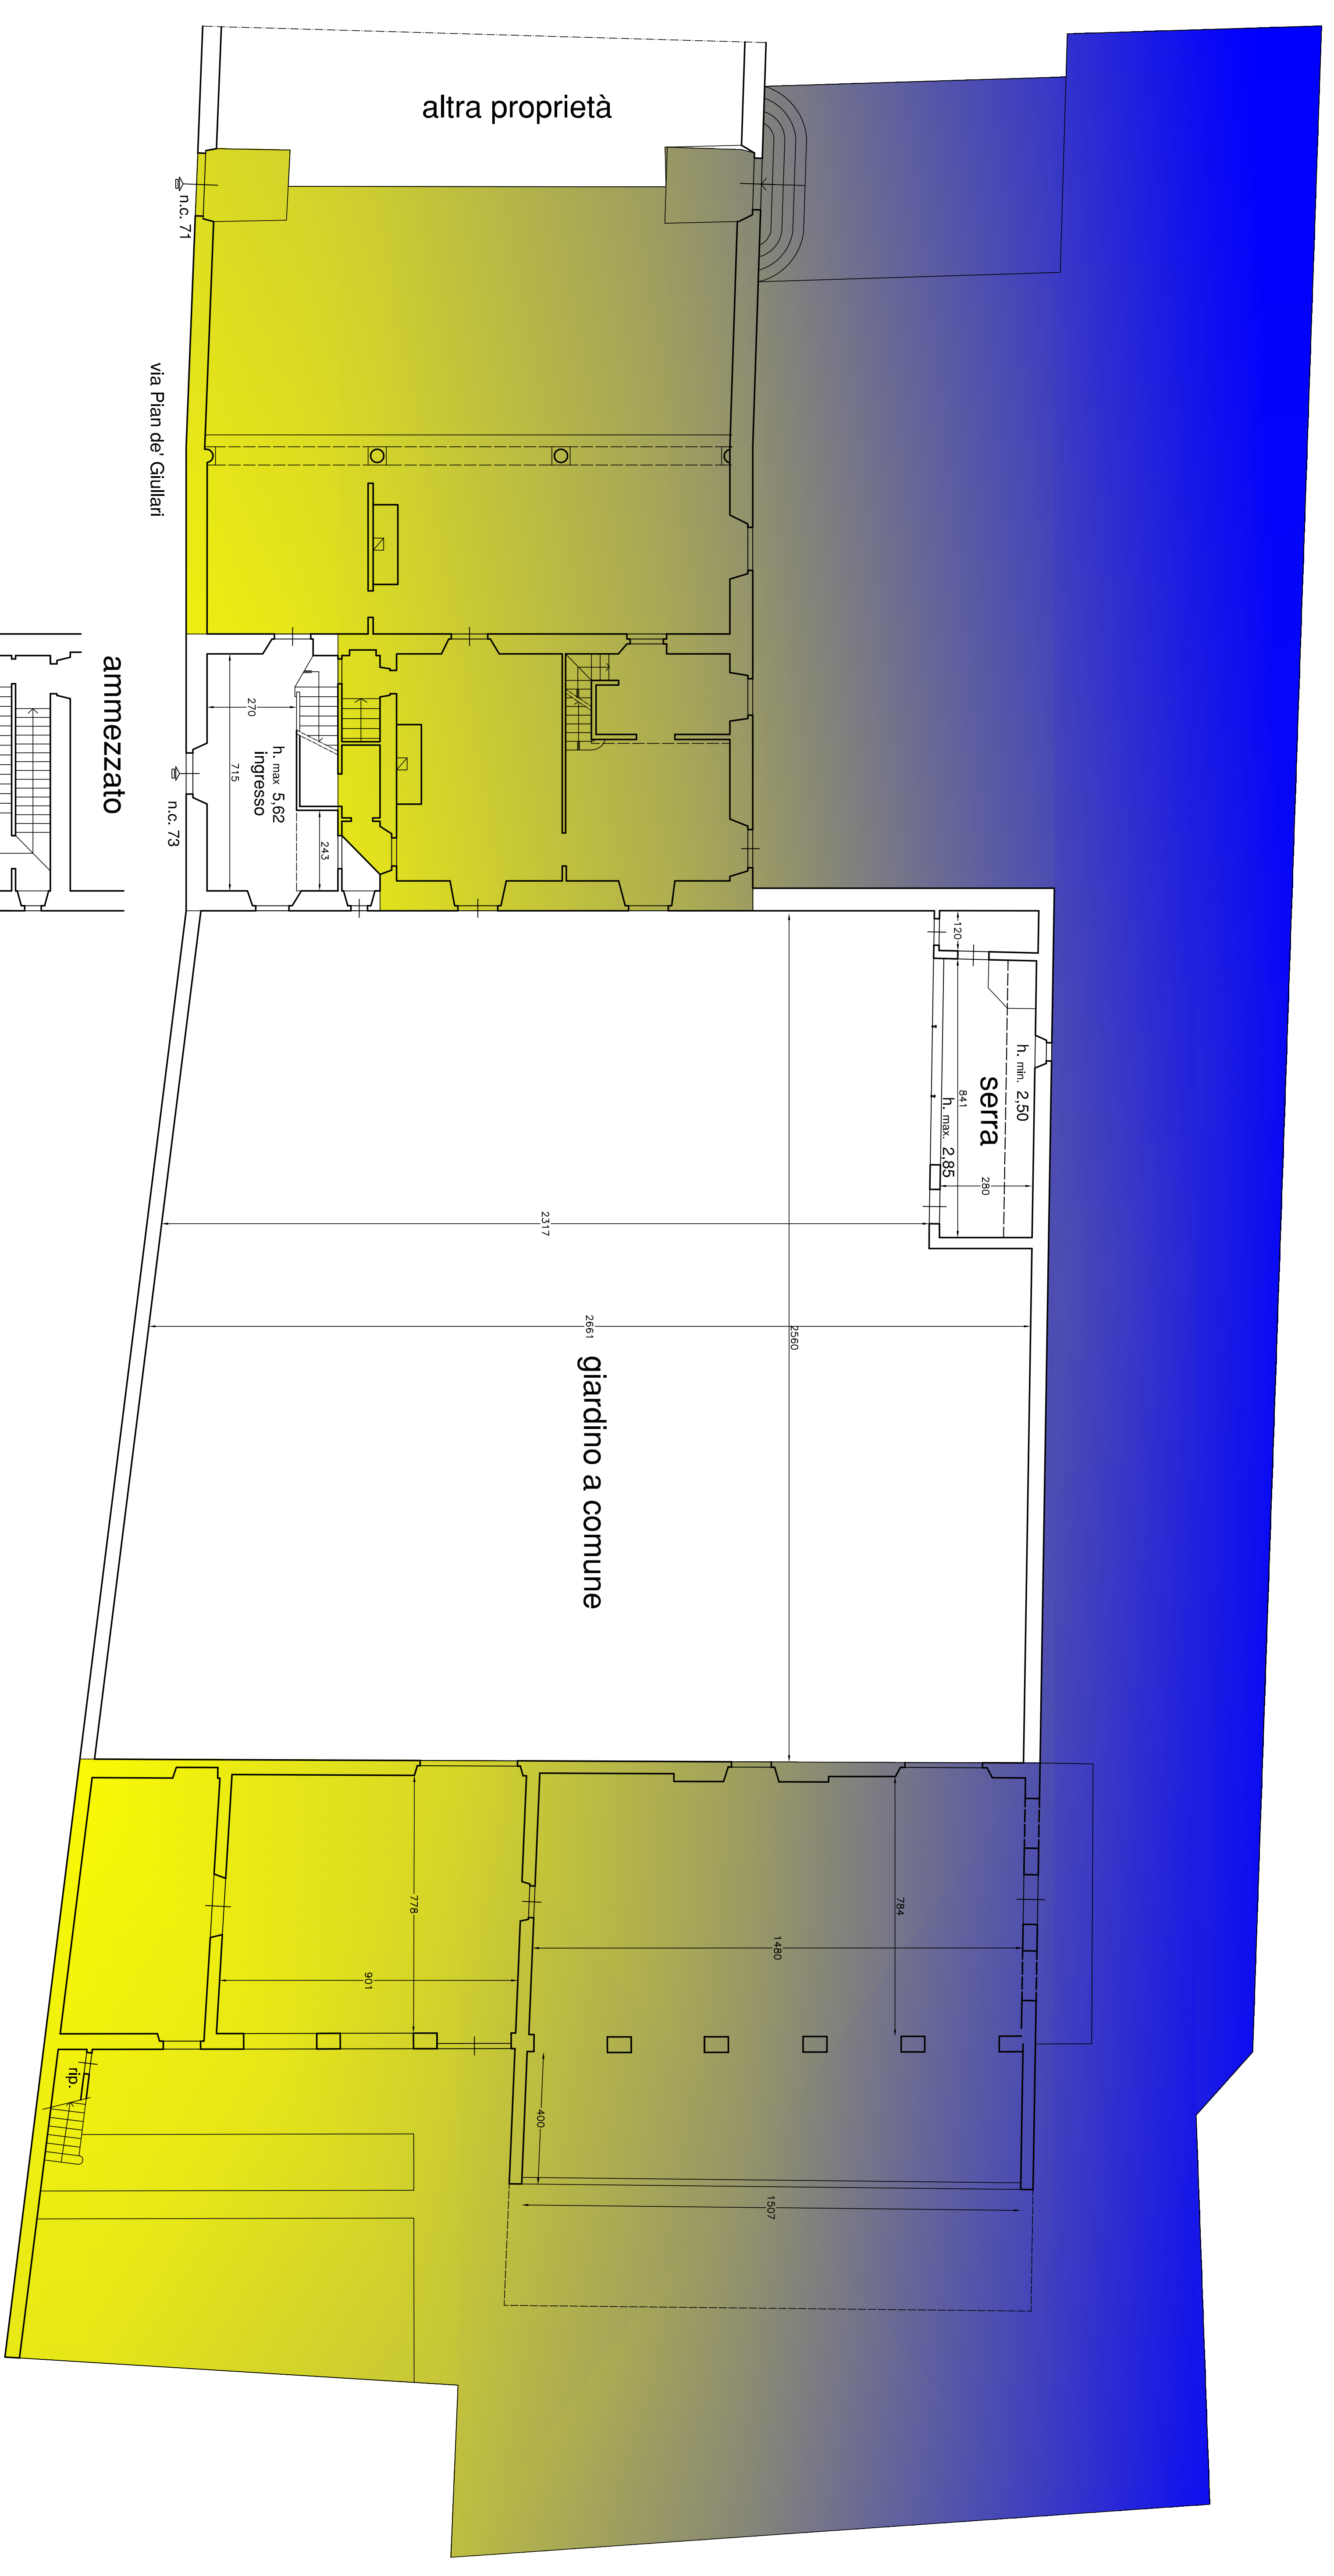 altra proprietà
n.c. 71
via Pian de' Giullari
ammezzato
270
715
h. max 5,62
ingresso
243
n.c. 73
120
h. min. 2,50
serra
841
h. max. 2,85
280
2317
2661
2560
giardino a comune
778
784
901
1480
rip.
400
1507